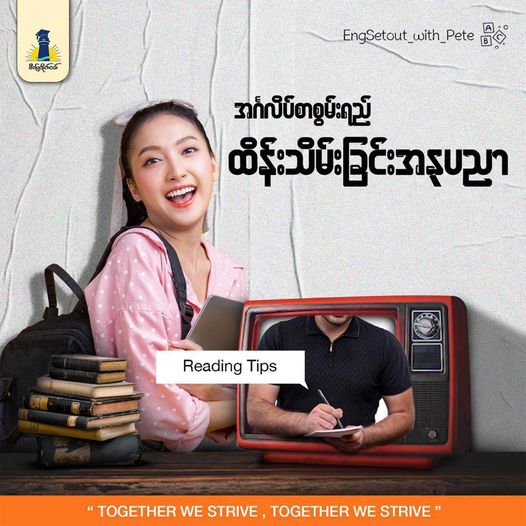 EngSetout_with_Pete
A
B C
အင်္ဂလိပ်စာစွမ်းရည်
ထိန်းသိမ်းခြင်းအနုပညာ
Reading Tips
“ TOGETHER WE STRIVE , TOGETHER WE STRIVE ”